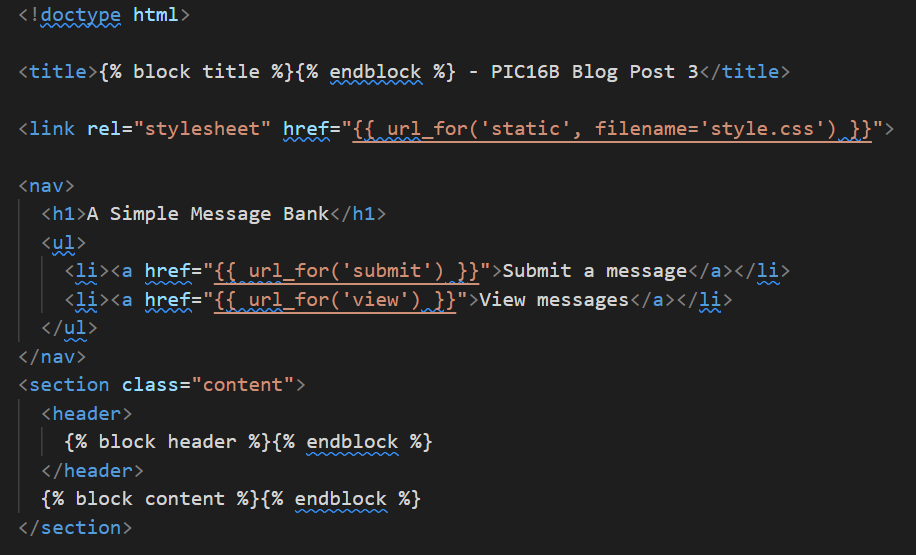 <!doctype html>
<title>{% block title %}{% endblock %} - PIC16B Blog Post 3</title>
<link rel="stylesheet" href="{{ url_for('static', filename='style.css') }}">
<nav>
<h1>A Simple Message Bank</h1>
<ul>
<li><a href="{{ url_for('submit') }}">Submit a message</a></li>
<li><a href="{{ url_for('view') }}">View messages</a></li>
</ul>
</nav>
<section class="content">
<header>
{% block header %}{% endblock %}
</header>
{% block content %}{% endblock %}
</section>